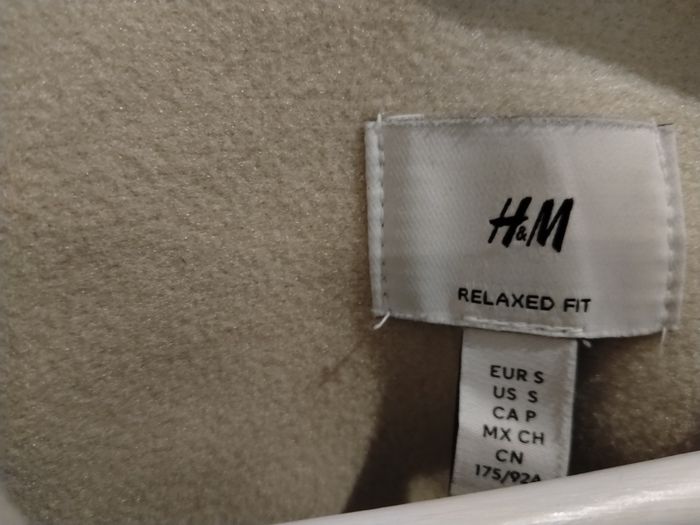 H&M
RELAXED FIT
EUR S
US S
CA P
MX CH
CN
175/92A